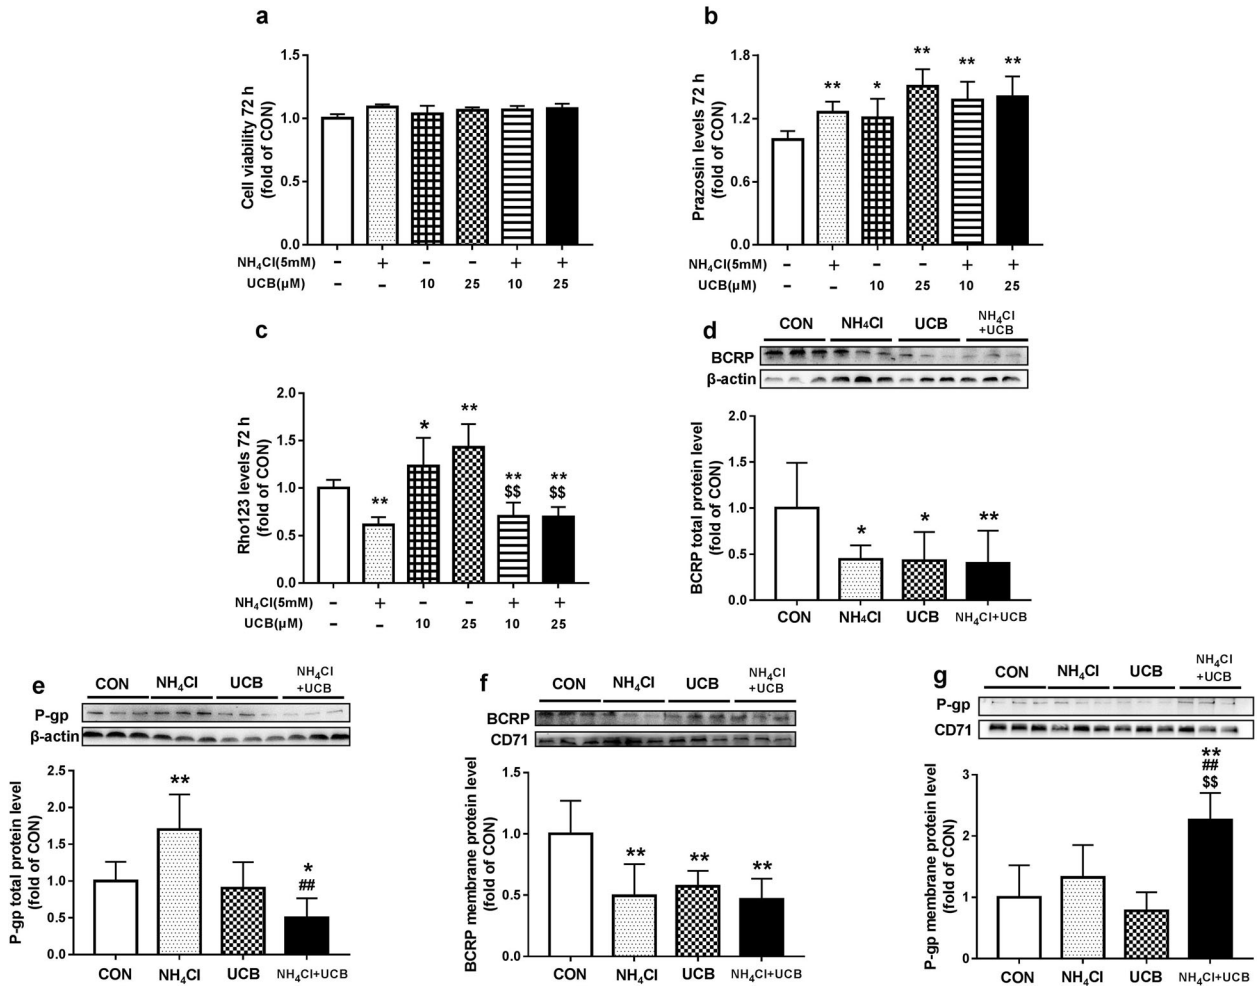 a
Cell viability 72 h
(fold of CON)
1.5
1.0
0.5
0.0
NH₄Cl(5mM) - + - - + +
UCB(μM) - - 10 25 10 25
b
Prazosin levels 72 h
(fold of CON)
1.8
1.2
0.6
0.0
** * ** ** **
NH₄Cl(5mM) - + - - + +
UCB(μM) - - 10 25 10 25
c
Rho123 levels 72 h
(fold of CON)
2.0
1.5
1.0
0.5
0.0
** * ** ** **
$$ $$
NH₄Cl(5mM) - + - - + +
UCB(μM) - - 10 25 10 25
d
CON NH₄Cl UCB NH₄Cl
+UCB
BCRP
β-actin
BCRP total protein level
(fold of CON)
2.0
1.5
1.0
0.5
0.0
* * **
CON NH₄Cl UCB NH₄Cl+UCB
e
CON NH₄Cl UCB NH₄Cl
+UCB
P-gp
β-actin
P-gp total protein level
(fold of CON)
2.5
2.0
1.5
1.0
0.5
0.0
** *
##
CON NH₄Cl UCB NH₄Cl+UCB
f
CON NH₄Cl UCB NH₄Cl
+UCB
BCRP
CD71
BCRP membrane protein level
(fold of CON)
1.5
1.0
0.5
0.0
** ** **
CON NH₄Cl UCB NH₄Cl+UCB
g
CON NH₄Cl UCB NH₄Cl
+UCB
P-gp
CD71
P-gp membrane protein level
(fold of CON)
3
2
1
0
**
##
$$
CON NH₄Cl UCB NH₄Cl+UCB